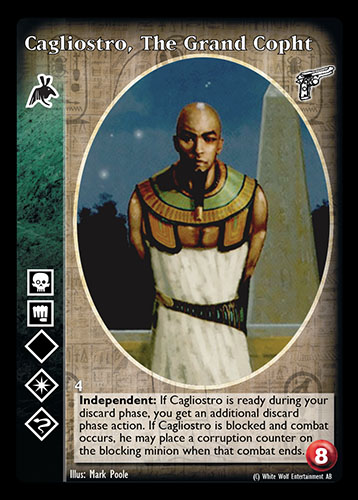 Cagliostro, The Grand Copht
4
Independent: If Cagliostro is ready during your
discard phase, you get an additional discard
phase action. If Cagliostro is blocked and combat
occurs, he may place a corruption counter on
the blocking minion when that combat ends.
8
Illus: Mark Poole
(C) White Wolf Entertainment AB